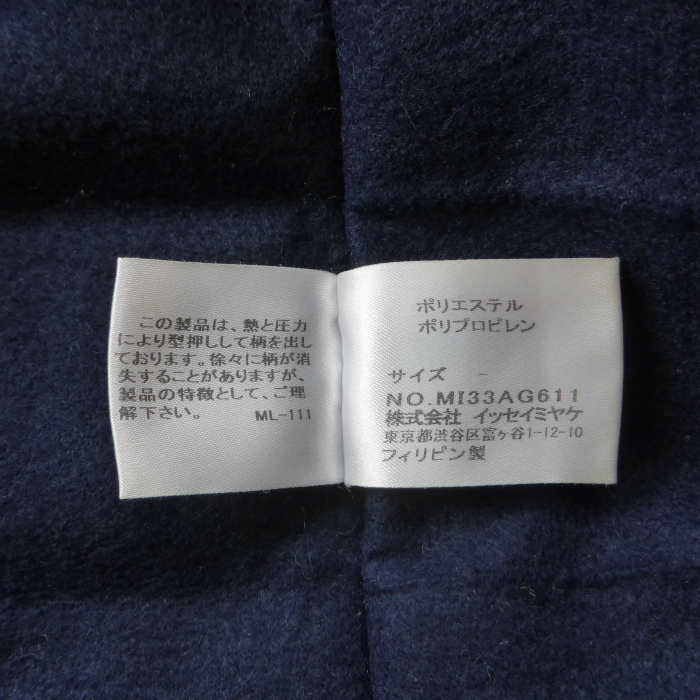 この製品は、熱と圧力
により型押しして柄を出し
ております。徐々に柄が消
失することがありますが、
製品の特徴として、ご理
解下さい。 ML-111
ポリエステル
ポリプロピレン
サイズ -
NO.MI33AG611
株式会社 イッセイミヤケ
東京都渋谷区富ヶ谷1-12-10
フィリピン製